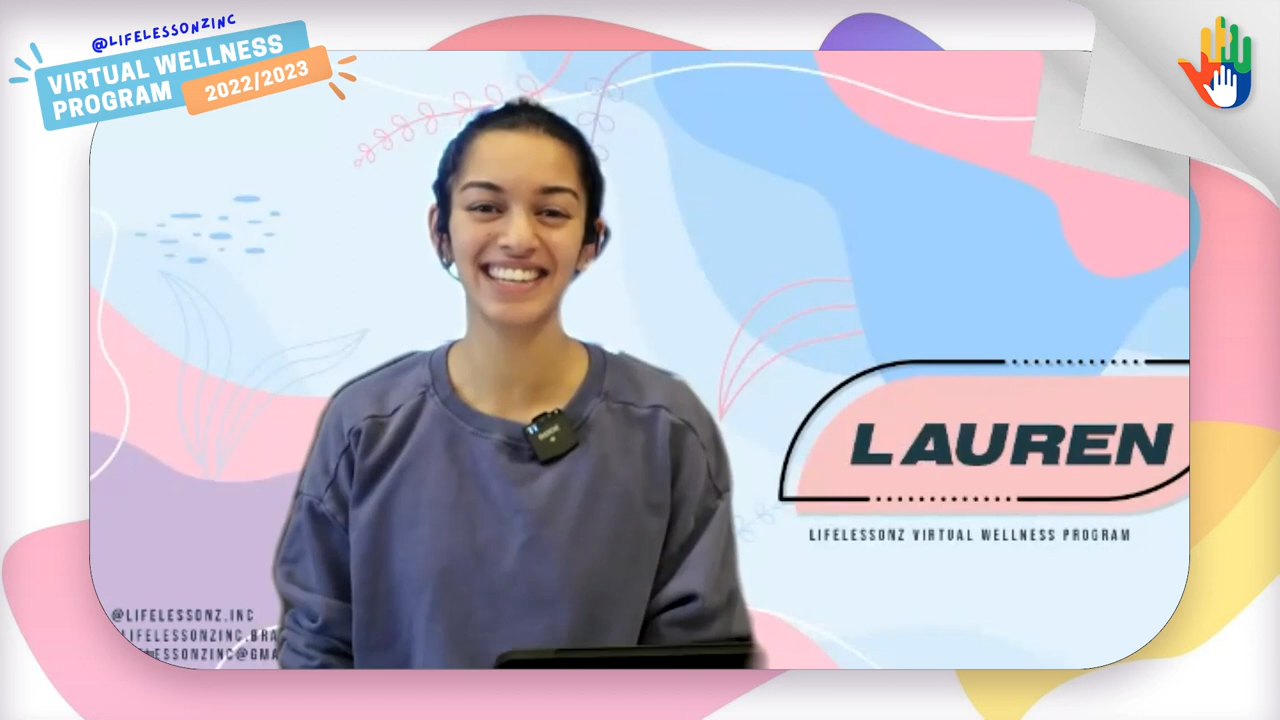 @LIFELESSONZINC
VIRTUAL WELLNESS
PROGRAM 2022/2023
LAUREN
LIFELESSONZ VIRTUAL WELLNESS PROGRAM
@LIFELESSONZ.INC